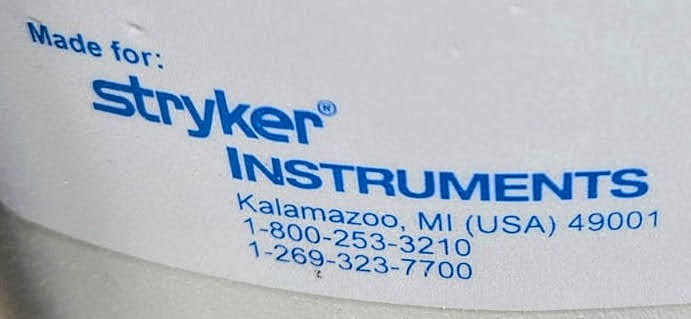 Made for:
stryker®
INSTRUMENTS
Kalamazoo, MI (USA) 49001
1-800-253-3210
1-269-323-7700